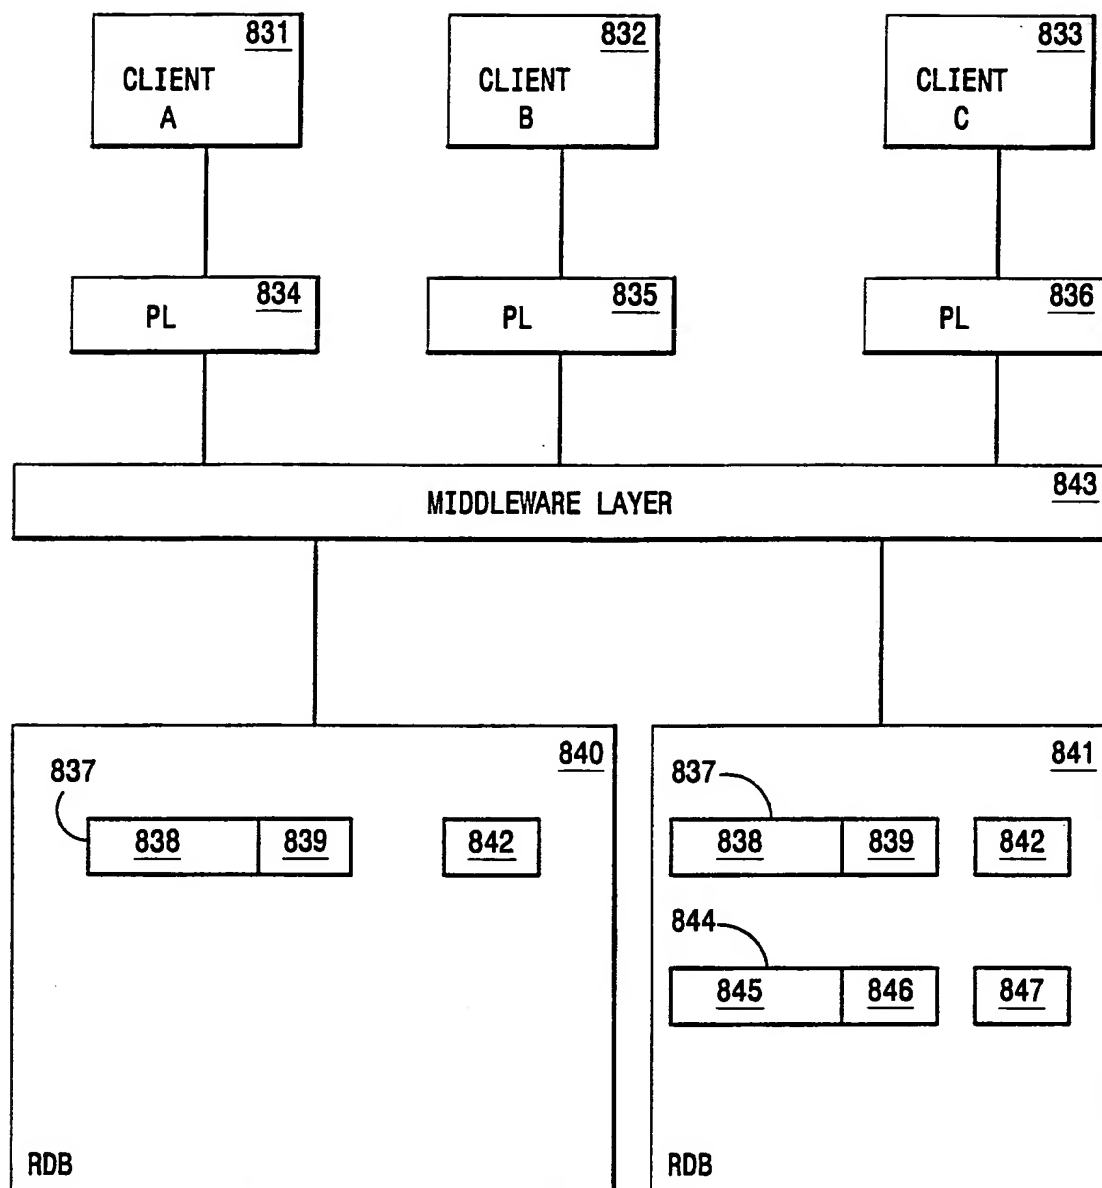 831
CLIENT
A
832
CLIENT
B
833
CLIENT
C
834
PL
835
PL
836
PL
843
MIDDLEWARE LAYER
840
837
838 839 842
RDB
841
837
838 839 842
844
845 846 847
RDB